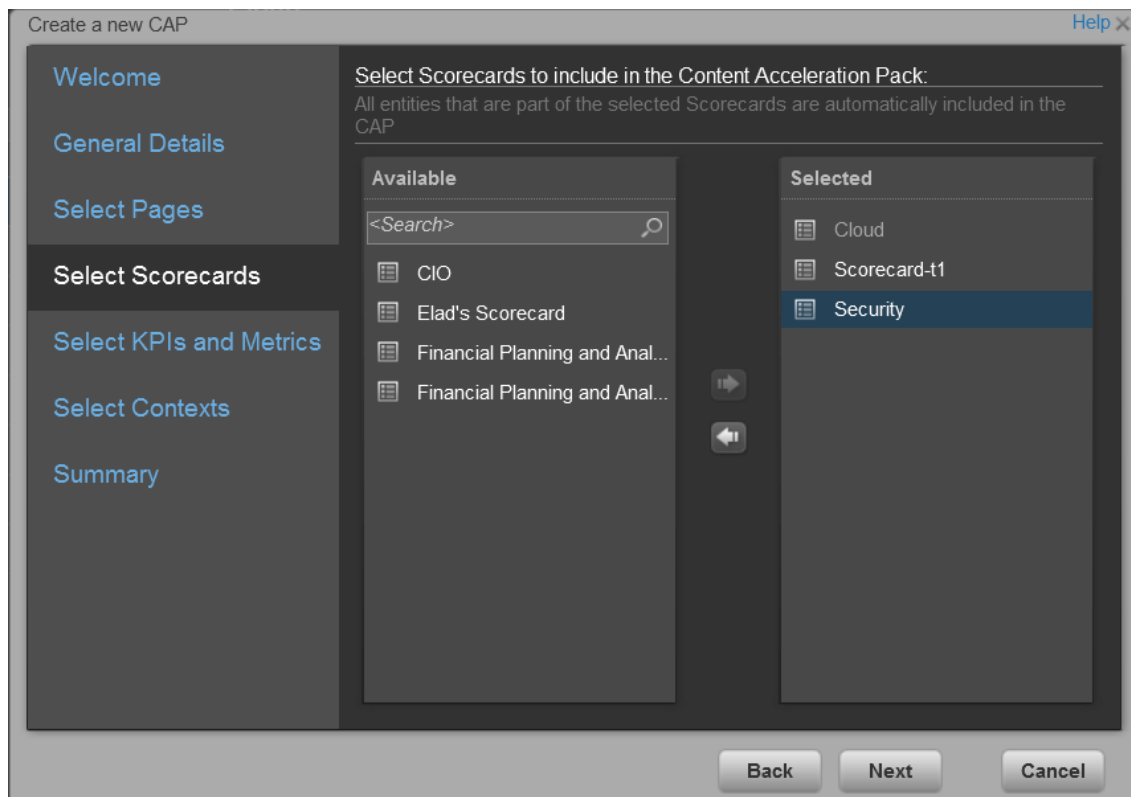 Create a new CAP
Help
Welcome
General Details
Select Pages
Select Scorecards
Select KPIs and Metrics
Select Contexts
Summary
Select Scorecards to include in the Content Acceleration Pack:
All entities that are part of the selected Scorecards are automatically included in the
CAP
Available
<Search>
CIO
Elad's Scorecard
Financial Planning and Anal...
Financial Planning and Anal...
Selected
Cloud
Scorecard-t1
Security
Back
Next
Cancel